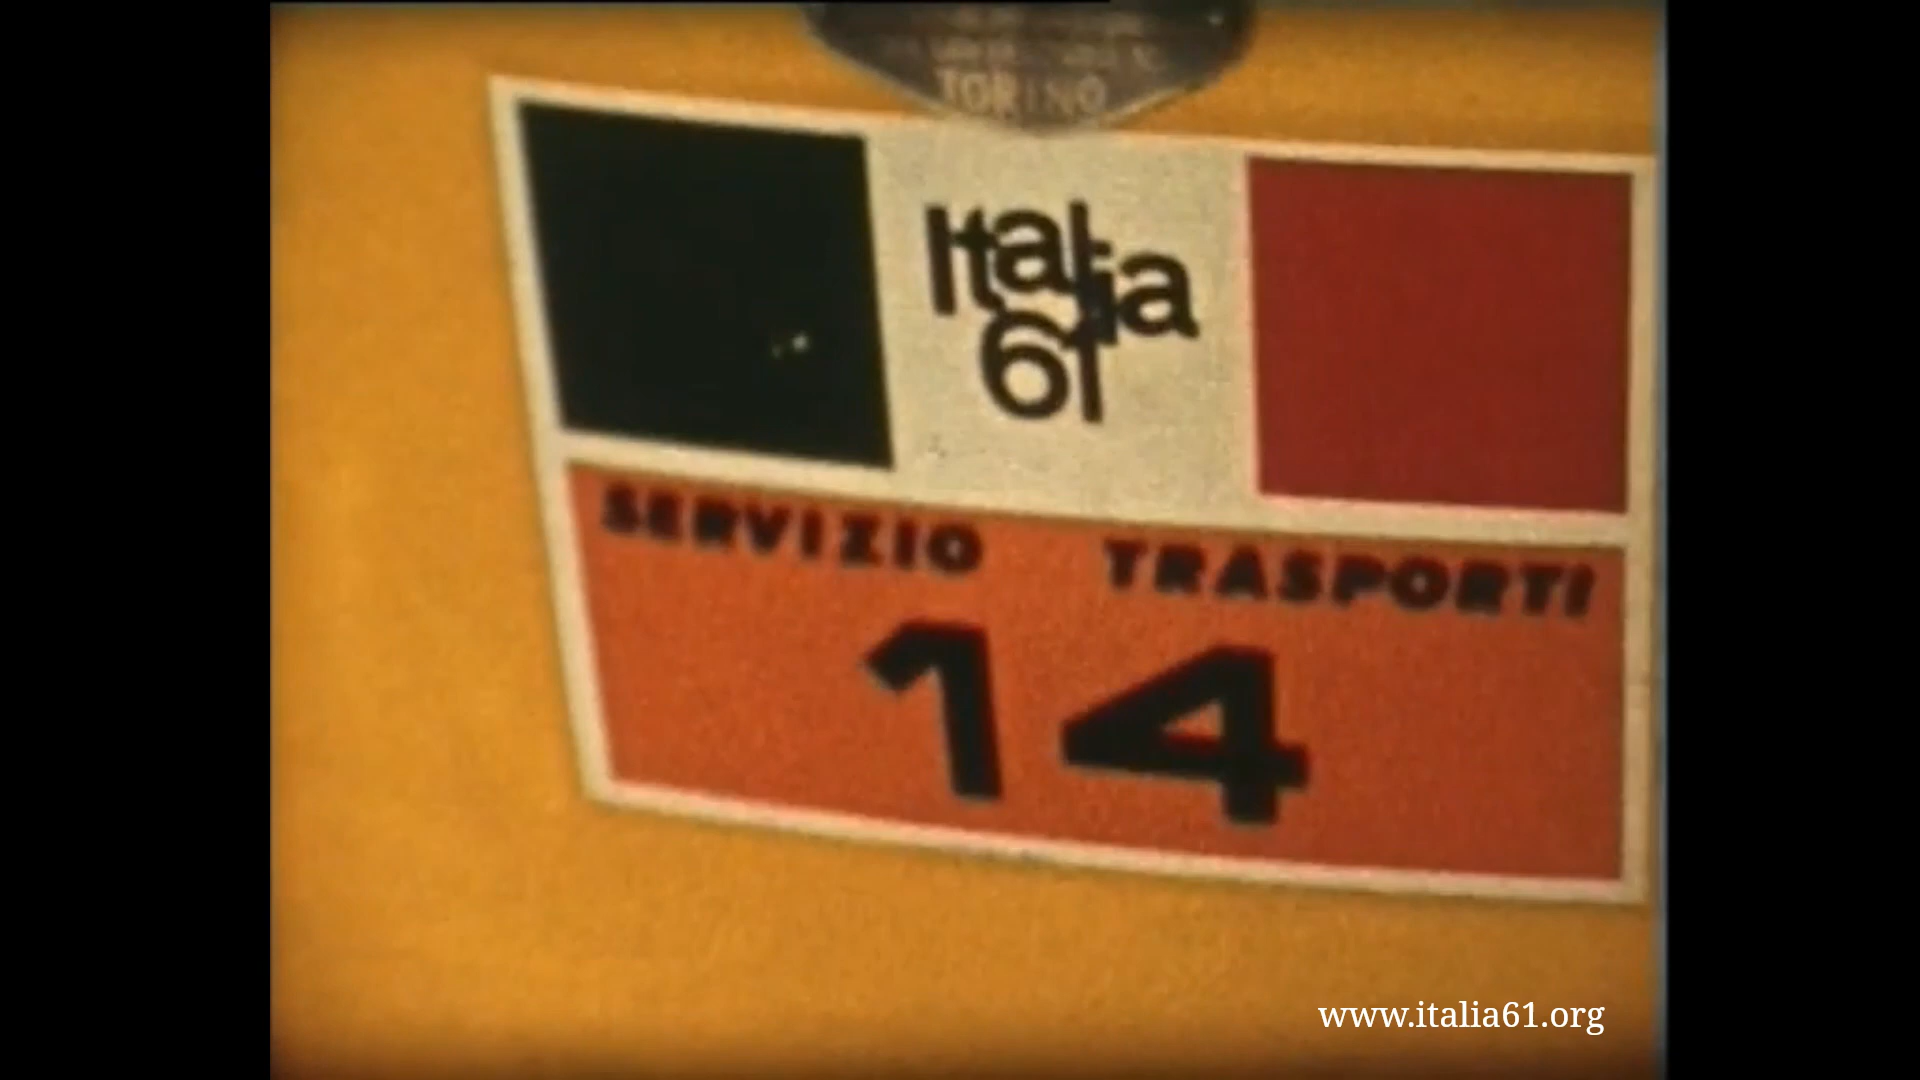 TORINO
Italia
61
SERVIZIO TRASPORTI
14
www.italia61.org